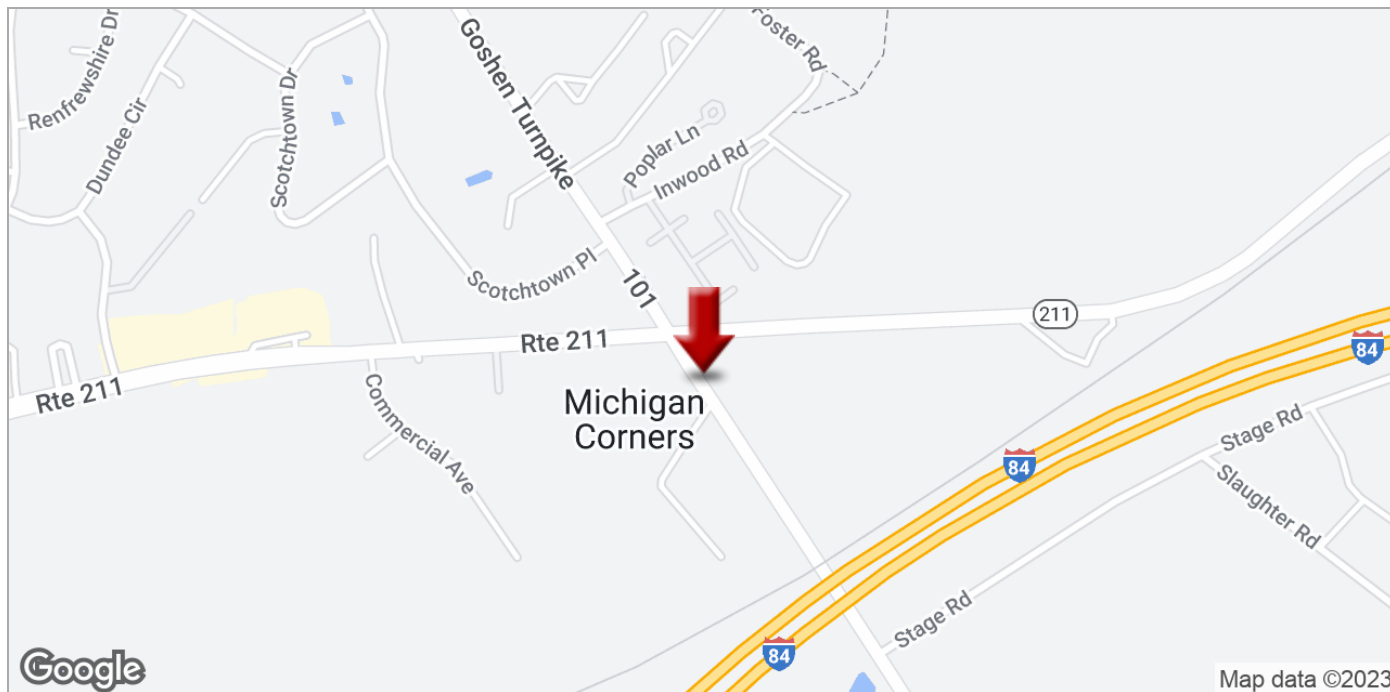 Renfrewshire Dr
Dundee Cir
Scotchtown Dr
Goshen Turnpike
Foster Rd
Poplar Ln
Inwood Rd
Scotchtown Pl
101
211
Rte 211
Rte 211
84
Michigan
Corners
Commercial Ave
84
Stage Rd
Slaughter Rd
Stage Rd
84
Google
Map data ©2023